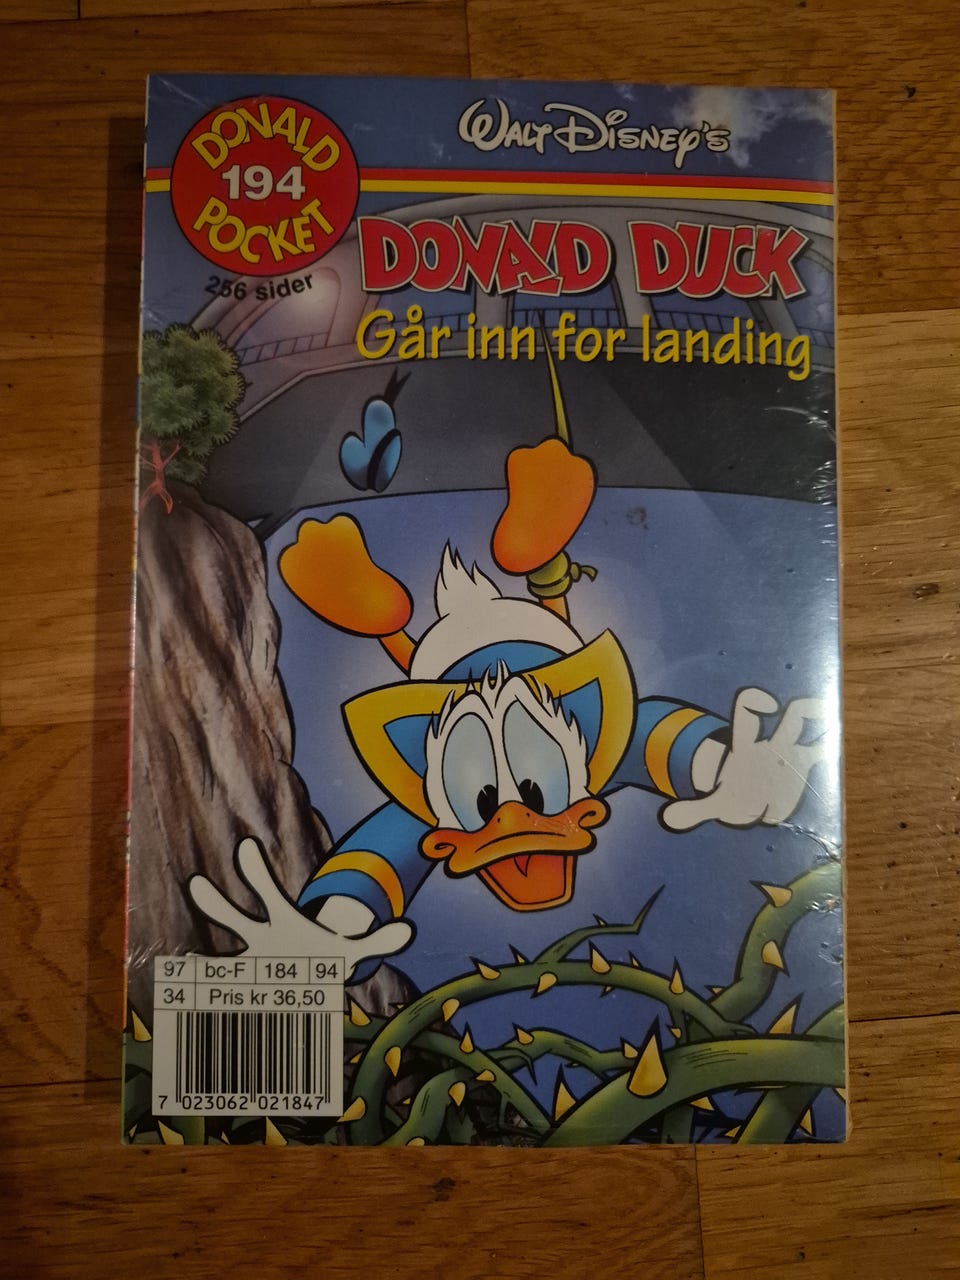 WALT DISNEY'S
DONALD
194
POCKET
256 sider
DONALD DUCK
Går inn for landing
97 bc-F 184 94
34 Pris kr 36,50
7 023062 021847